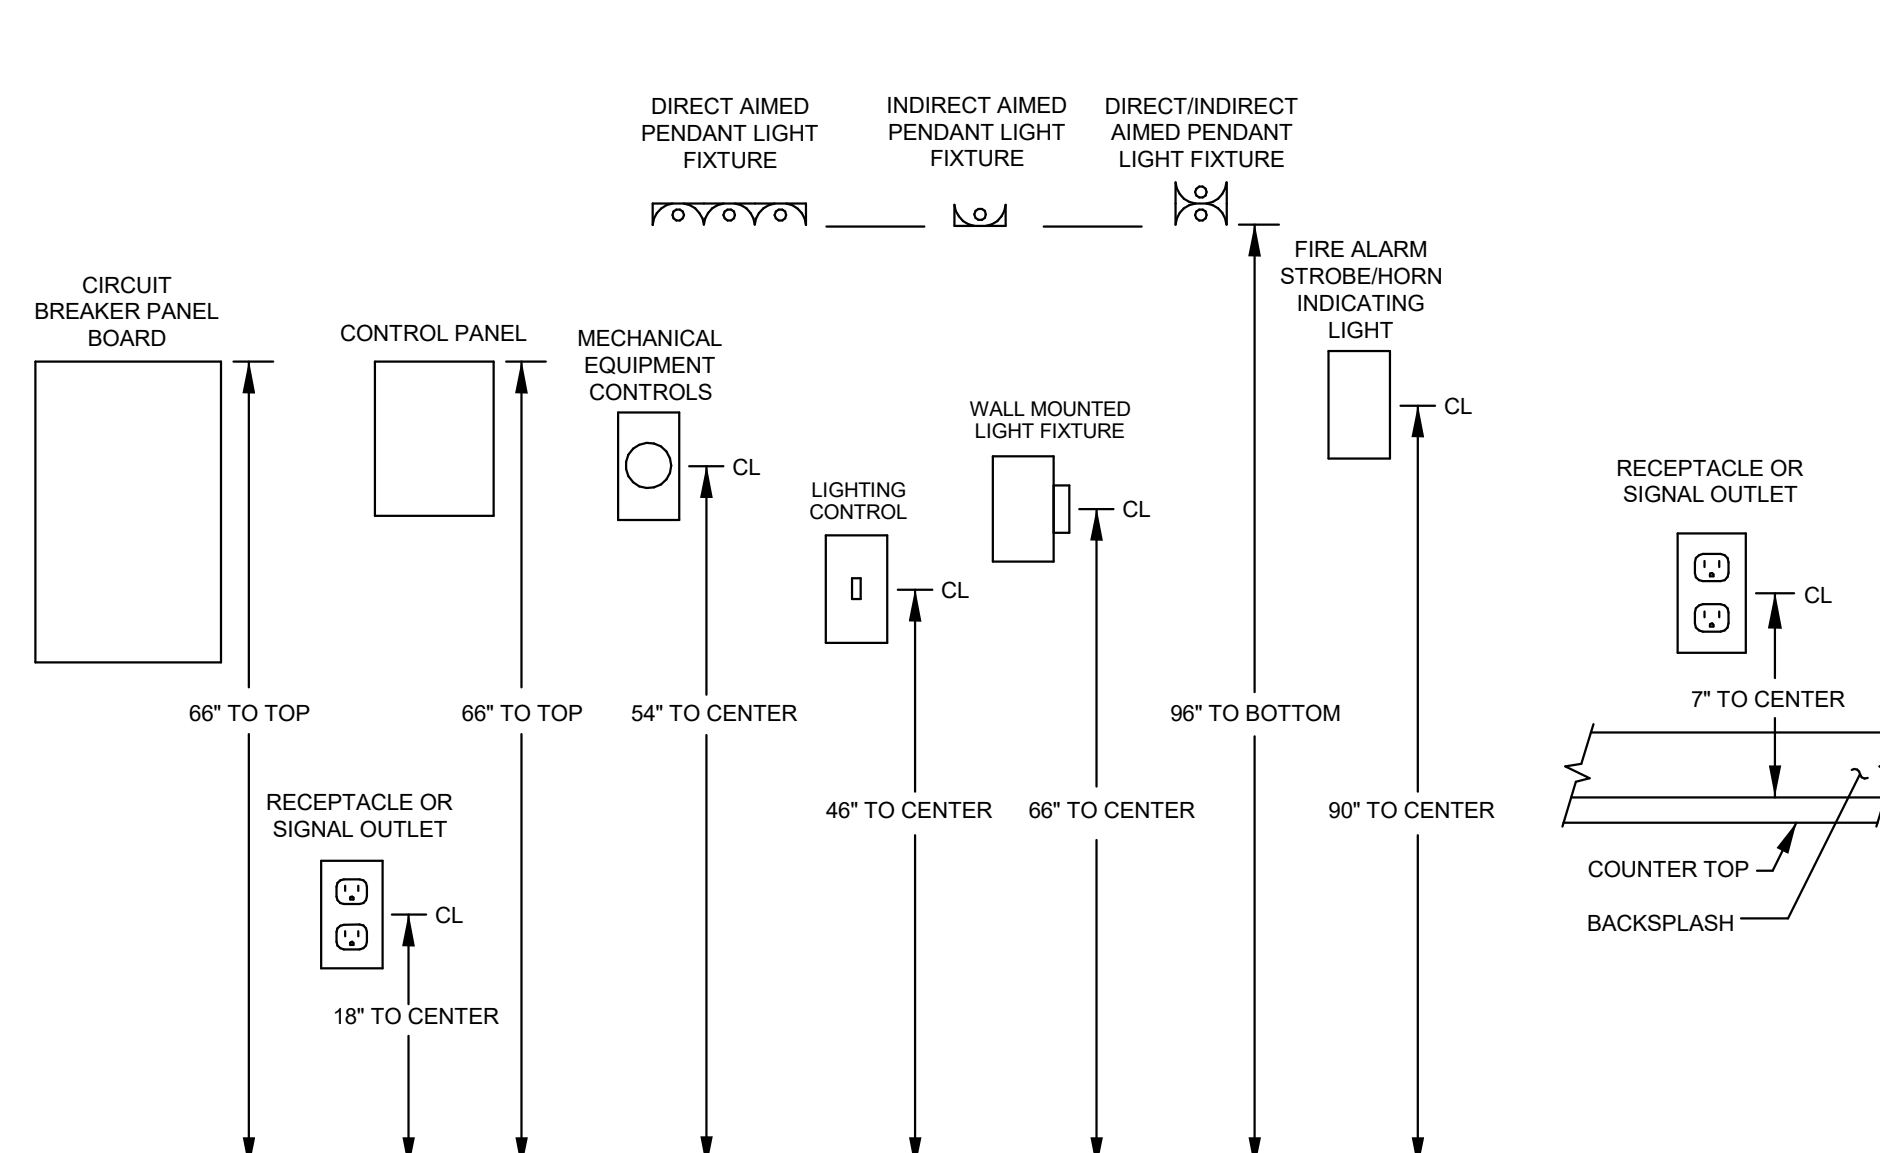 DIRECT AIMED
PENDANT LIGHT
FIXTURE
INDIRECT AIMED
PENDANT LIGHT
FIXTURE
DIRECT/INDIRECT
AIMED PENDANT
LIGHT FIXTURE
FIRE ALARM
STROBE/HORN
INDICATING
LIGHT
CIRCUIT
BREAKER PANEL
BOARD
CONTROL PANEL
MECHANICAL
EQUIPMENT
CONTROLS
WALL MOUNTED
LIGHT FIXTURE
CL
CL
LIGHTING
CONTROL
CL
CL
RECEPTACLE OR
SIGNAL OUTLET
CL
66" TO TOP
66" TO TOP
54" TO CENTER
96" TO BOTTOM
7" TO CENTER
RECEPTACLE OR
SIGNAL OUTLET
46" TO CENTER
66" TO CENTER
90" TO CENTER
COUNTER TOP
BACKSPLASH
CL
18" TO CENTER